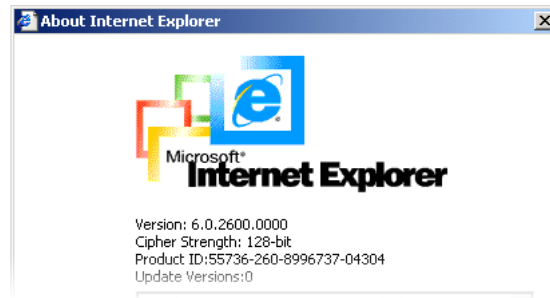 About Internet Explorer
Microsoft®
Internet Explorer
Version: 6.0.2600.0000
Cipher Strength: 128-bit
Product ID:55736-260-8996737-04304
Update Versions:0